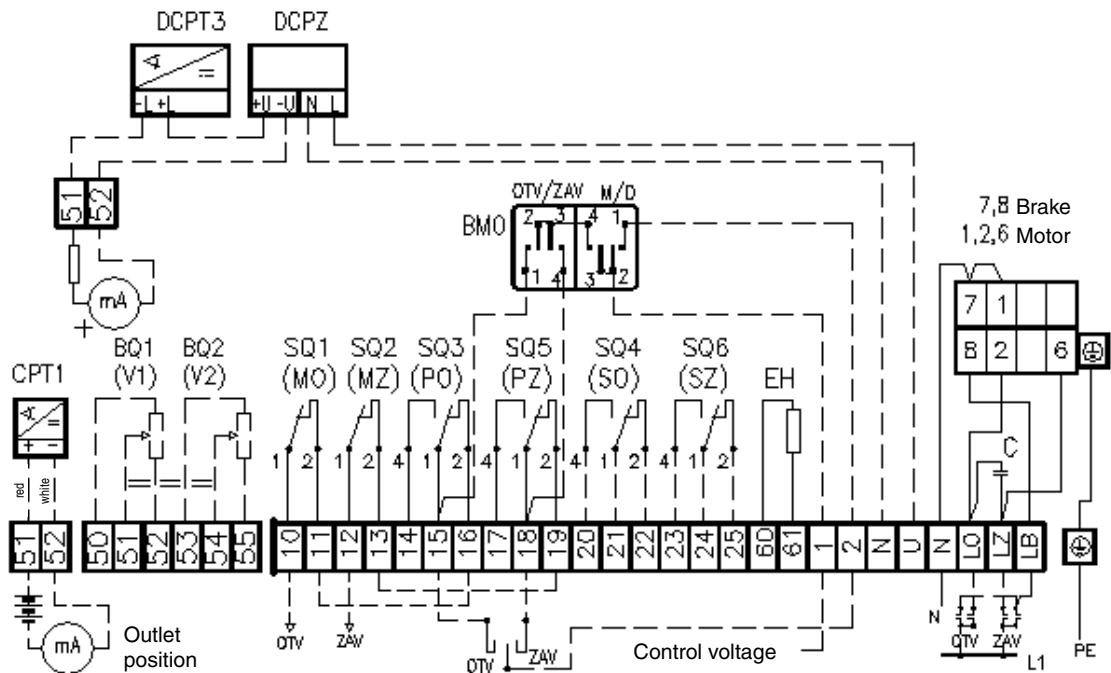 DCPT3 DCPZ
-L +L +U -U N L
51 52
mA
+
OTV/ZAV M/D
BMO
2 3 4 1
1 4 3 2
7,8 Brake
1,2,6 Motor
7 1
8 2 6
CPT1
+ -
red white
BQ1 (V1)
BQ2 (V2)
SQ1 (MO)
SQ2 (MZ)
SQ3 (PO)
SQ5 (PZ)
SQ4 (SO)
SQ6 (SZ)
EH
C
1 2 1 2 4 1 2 4 1 2 4 1 2 4 1 2
51 52
50 51 52 53 54 55
10 11 12 13 14 15 16 17 18 19 20 21 22 23 24 25 60 61 1 2 N U N LO LZ LB
mA
Outlet position
OTV ZAV
OTV ZAV
Control voltage
N
OTV ZAV
L1
PE